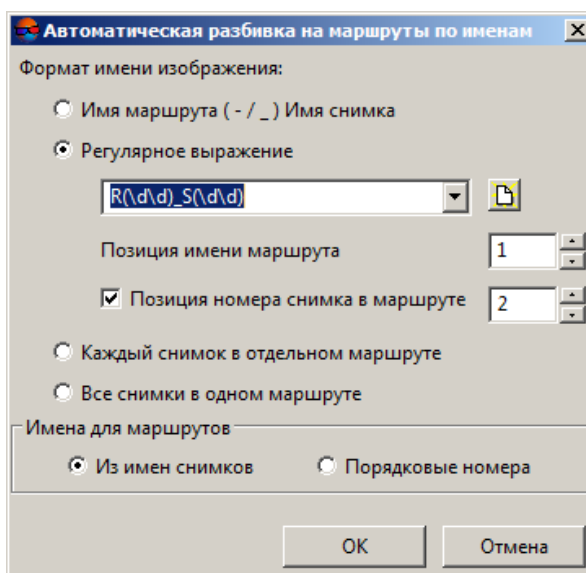 Автоматическая разбивка на маршруты по именам
Формат имени изображения:
Имя маршрута ( - / _ ) Имя снимка
Регулярное выражение
R(\d\d)_S(\d\d)
Позиция имени маршрута 1
Позиция номера снимка в маршруте 2
Каждый снимок в отдельном маршруте
Все снимки в одном маршруте
Имена для маршрутов
Из имен снимков Порядковые номера
OK Отмена